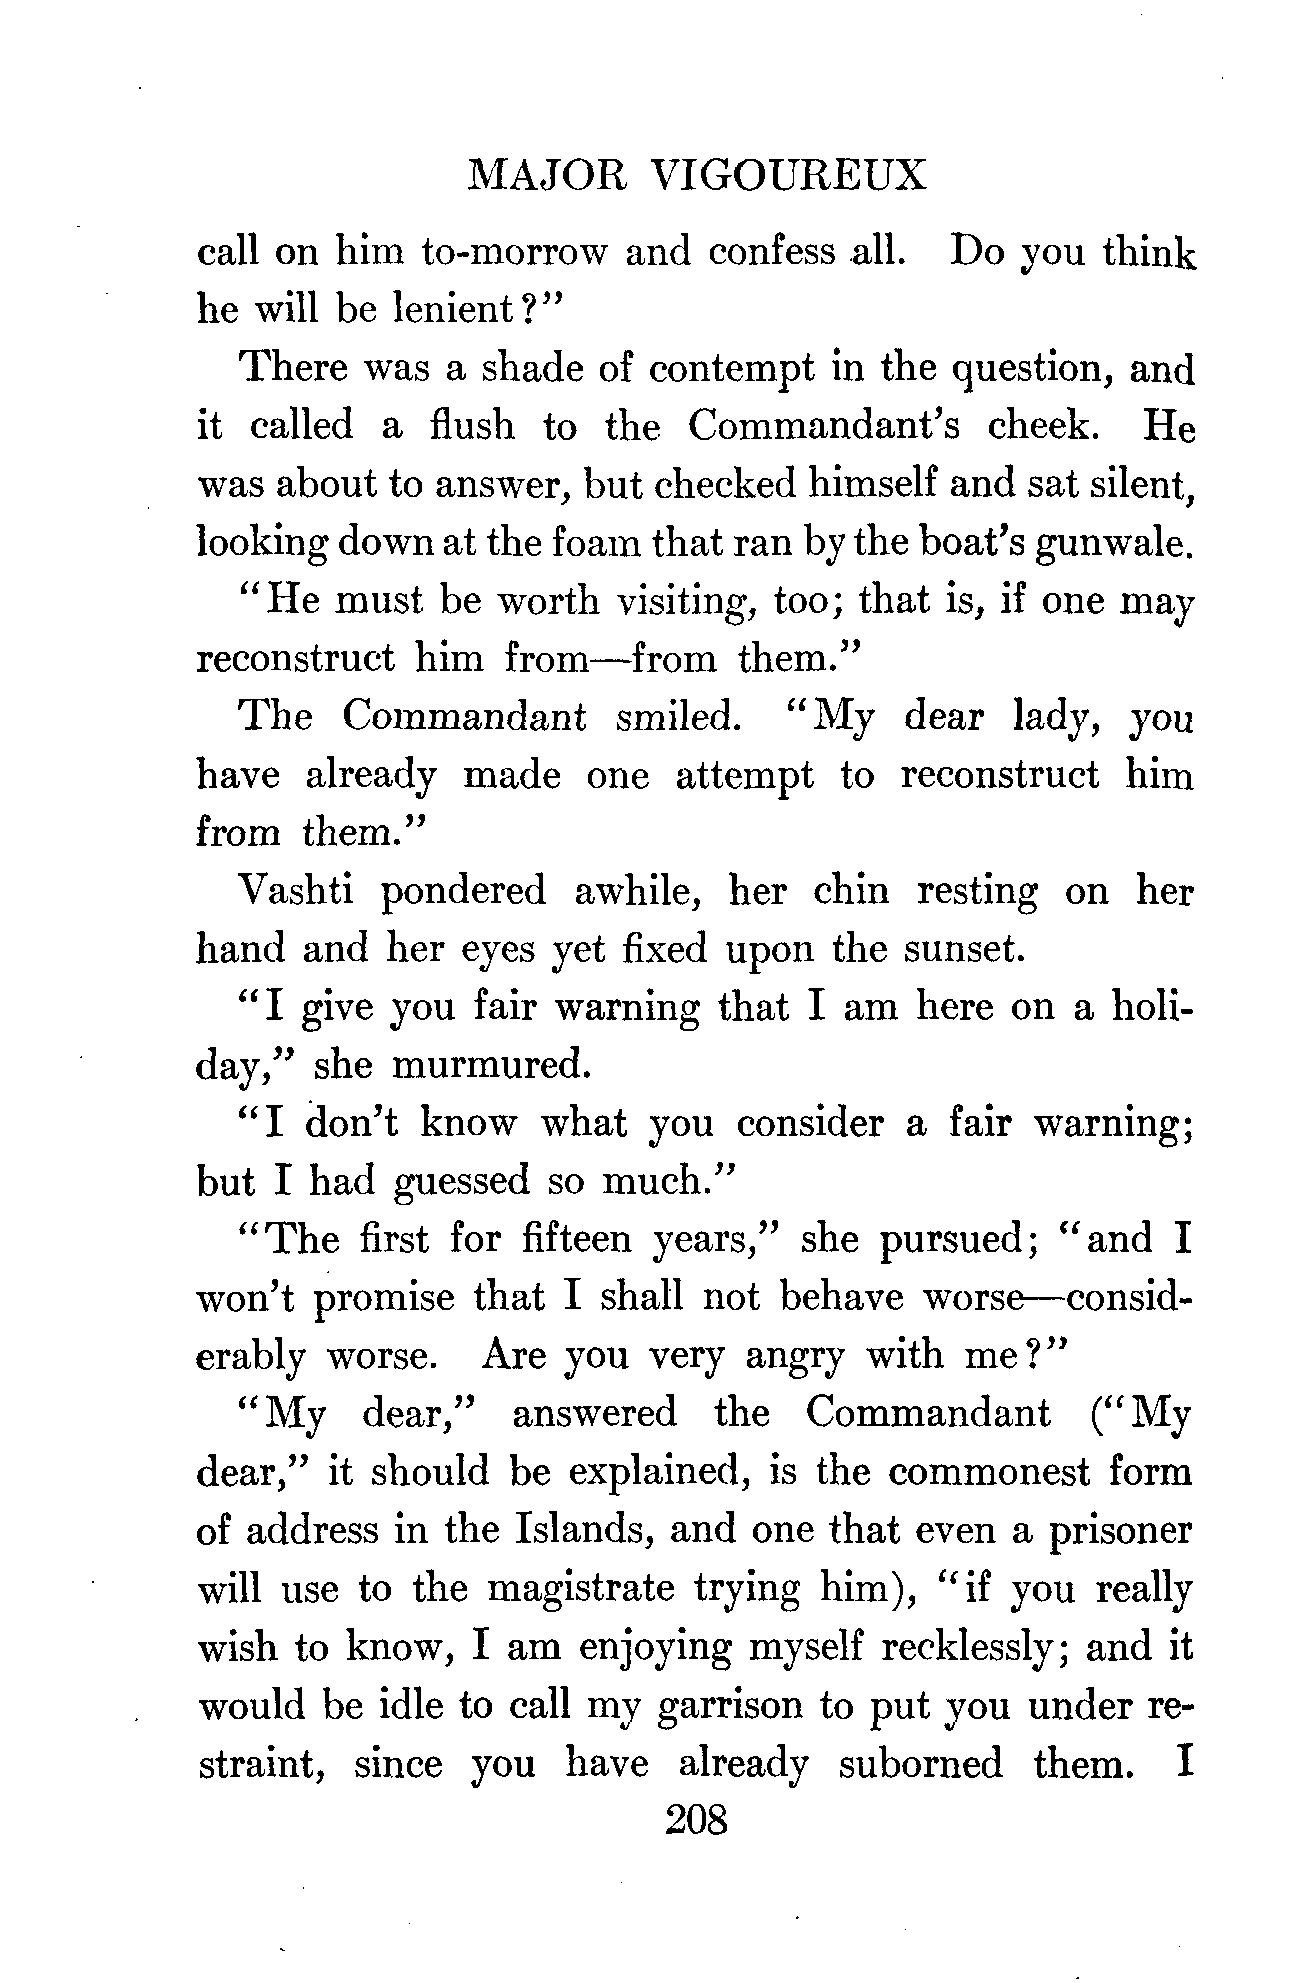 MAJOR VIGOUREUX
call on him to-morrow and confess all. Do you think
he will be lenient?"
There was a shade of contempt in the question, and
it called a flush to the Commandant's cheek. He
was about to answer, but checked himself and sat silent,
looking down at the foam that ran by the boat's gunwale.
"He must be worth visiting, too; that is, if one may
reconstruct him from—from them."
The Commandant smiled. "My dear lady, you
have already made one attempt to reconstruct him
from them."
Vashti pondered awhile, her chin resting on her
hand and her eyes yet fixed upon the sunset.
"I give you fair warning that I am here on a holi-
day," she murmured.
"I don't know what you consider a fair warning;
but I had guessed so much."
"The first for fifteen years," she pursued; "and I
won't promise that I shall not behave worse—consid-
erably worse. Are you very angry with me?"
"My dear," answered the Commandant ("My
dear," it should be explained, is the commonest form
of address in the Islands, and one that even a prisoner
will use to the magistrate trying him), "if you really
wish to know, I am enjoying myself recklessly; and it
would be idle to call my garrison to put you under re-
straint, since you have already suborned them. I
208